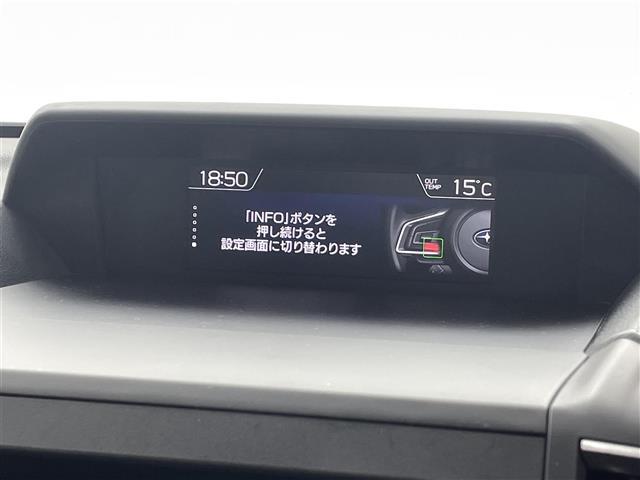 18:50
OUT
TEMP
15℃
「INFO」ボタンを
押し続けると
設定画面に切り替わります